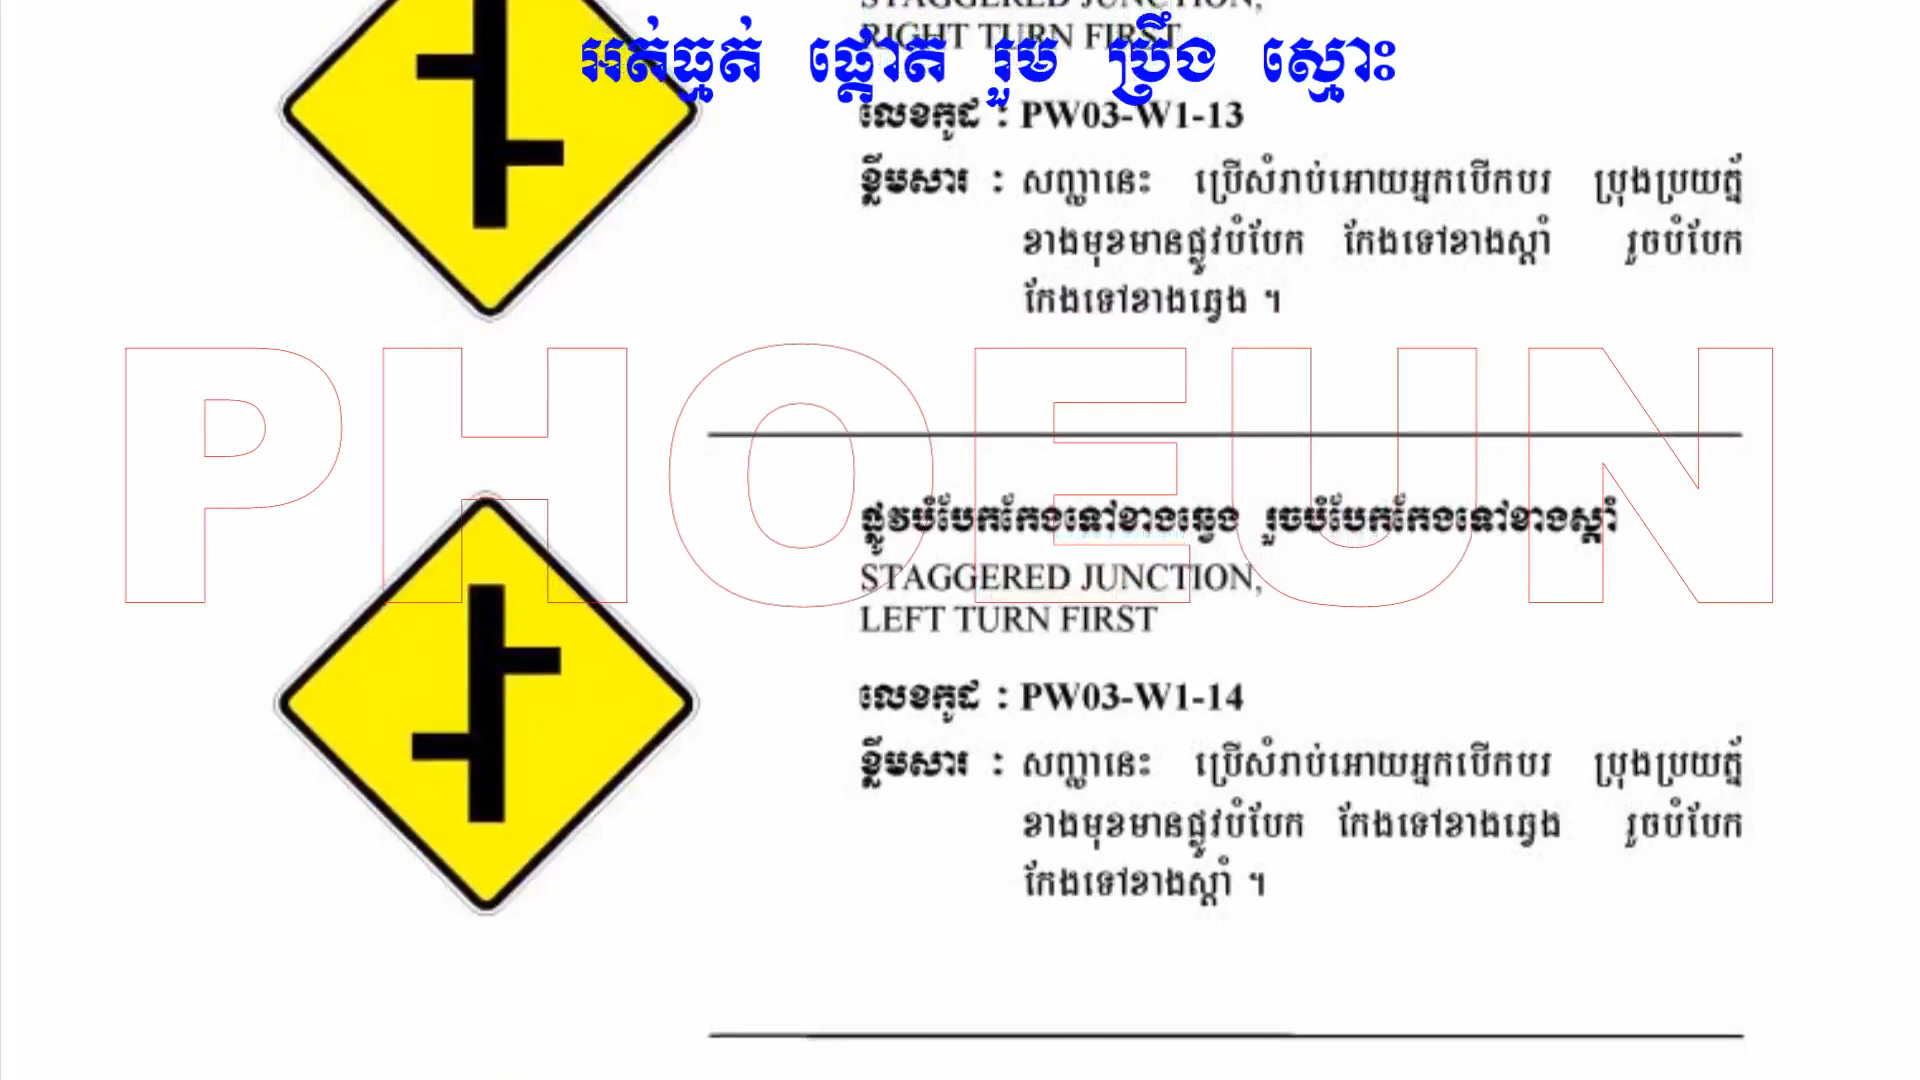 STAGGERED JUNCTION,
RIGHT TURN FIRST
អត់ធ្មត់ ផ្ដោត រួម ប្រឹង ស្មោះ
លេខកូដ : PW03-W1-13
ខ្លឹមសារ : សញ្ញានេះ ប្រើសំរាប់អោយអ្នកបើកបរ ប្រុងប្រយត្ន័
ខាងមុខមានផ្លូវបំបែក កែងទៅខាងស្ដាំ រួចបំបែក
កែងទៅខាងឆ្វេង ។
PHOEUN
ផ្លូវបំបែកកែងទៅខាងឆ្វេង រួចបំបែកកែងទៅខាងស្ដាំ
STAGGERED JUNCTION,
LEFT TURN FIRST
លេខកូដ : PW03-W1-14
ខ្លឹមសារ : សញ្ញានេះ ប្រើសំរាប់អោយអ្នកបើកបរ ប្រុងប្រយត្ន័
ខាងមុខមានផ្លូវបំបែក កែងទៅខាងឆ្វេង រួចបំបែក
កែងទៅខាងស្ដាំ ។